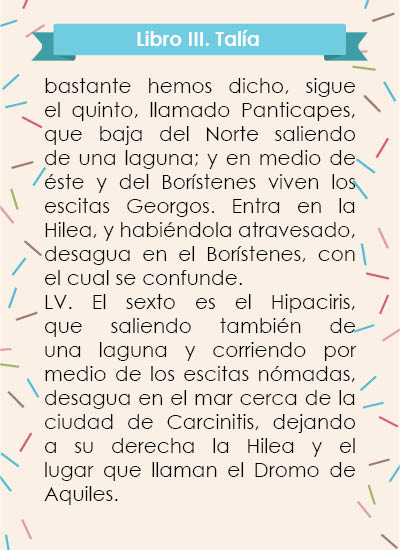 Libro III. Talía
bastante hemos dicho, sigue
el quinto, llamado Panticapes,
que baja del Norte saliendo
de una laguna; y en medio de
éste y del Borístenes viven los
escitas Georgos. Entra en la
Hilea, y habiéndola atravesado,
desagua en el Borístenes, con
el cual se confunde.
LV. El sexto es el Hipaciris,
que saliendo también de
una laguna y corriendo por
medio de los escitas nómadas,
desagua en el mar cerca de la
ciudad de Carcinitis, dejando
a su derecha la Hilea y el
lugar que llaman el Dromo de
Aquiles.